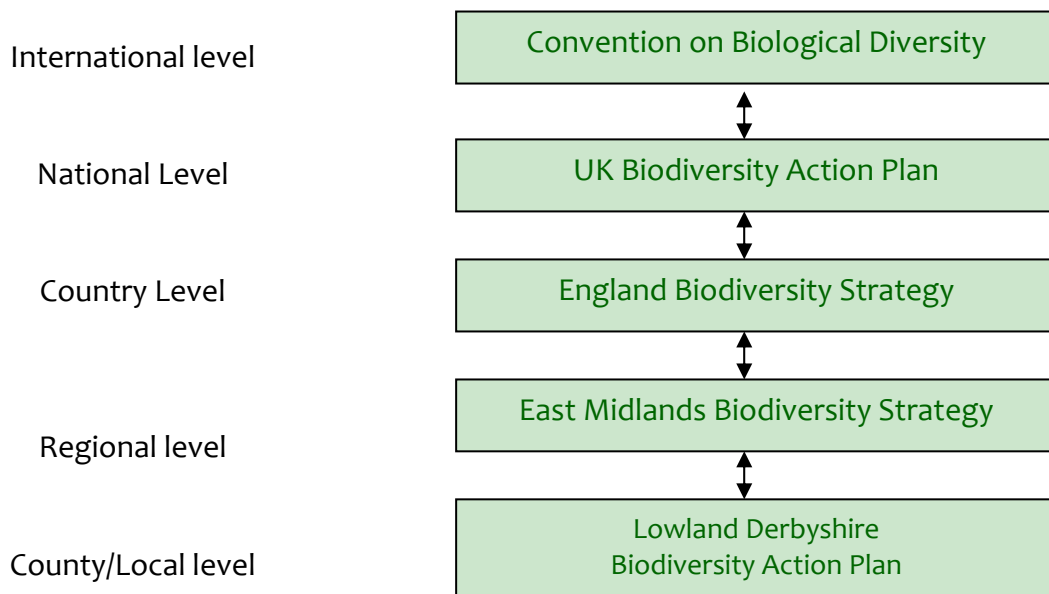 International level
Convention on Biological Diversity
National Level
UK Biodiversity Action Plan
Country Level
England Biodiversity Strategy
Regional level
East Midlands Biodiversity Strategy
County/Local level
Lowland Derbyshire
Biodiversity Action Plan